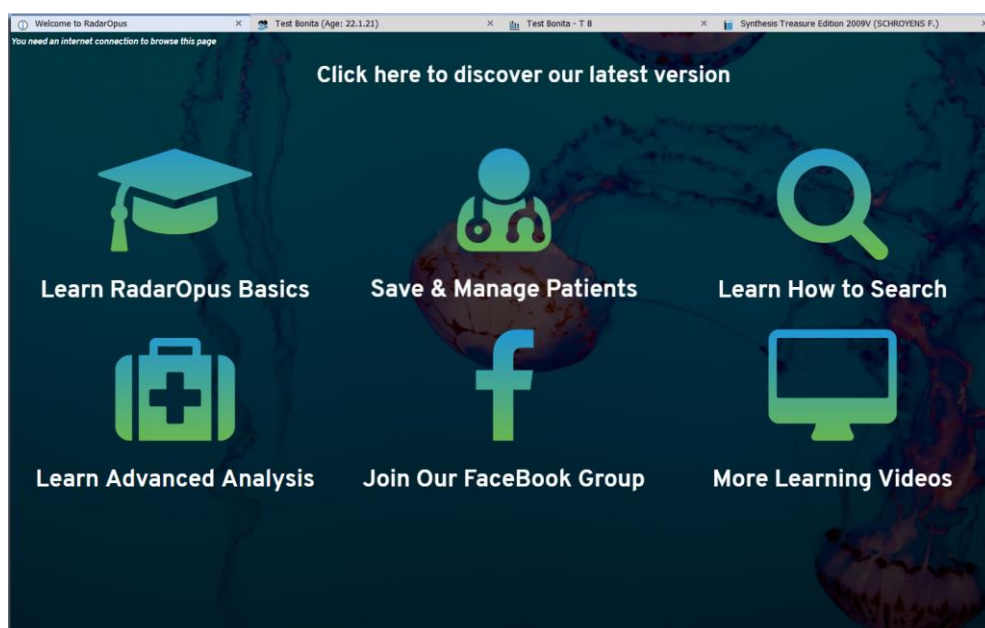 Welcome to RadarOpus
Test Bonita (Age: 22.1.21)
Test Bonita - T B
Synthesis Treasure Edition 2009V (SCHROYENS F.)
You need an internet connection to browse this page
Click here to discover our latest version
Learn RadarOpus Basics
Save & Manage Patients
Learn How to Search
Learn Advanced Analysis
Join Our FaceBook Group
More Learning Videos